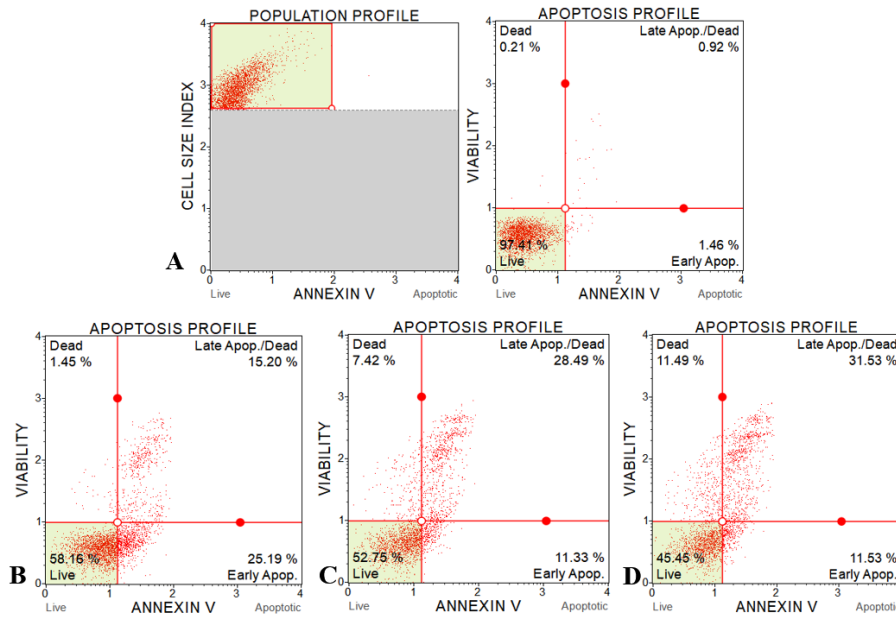 POPULATION PROFILE
4
3
2
1
0
CELL SIZE INDEX
0 1 2 3 4
Live ANNEXIN V Apoptotic
A
APOPTOSIS PROFILE
Dead Late Apop./Dead
0.21 % 0.92 %
4
3
2
1
0
VIABILITY
97.41 % 1.46 %
Live Early Apop.
0 1 2 3 4
Live ANNEXIN V Apoptotic
APOPTOSIS PROFILE
Dead Late Apop./Dead
1.45 % 15.20 %
4
3
2
1
0
VIABILITY
58.16 % 25.19 %
Live Early Apop.
0 1 2 3 4
Live ANNEXIN V Apoptotic
B
APOPTOSIS PROFILE
Dead Late Apop./Dead
7.42 % 28.49 %
4
3
2
1
0
VIABILITY
52.75 % 11.33 %
Live Early Apop.
0 1 2 3 4
Live ANNEXIN V Apoptotic
C
APOPTOSIS PROFILE
Dead Late Apop./Dead
11.49 % 31.53 %
4
3
2
1
0
VIABILITY
45.45 % 11.53 %
Live Early Apop.
0 1 2 3 4
Live ANNEXIN V Apoptotic
D